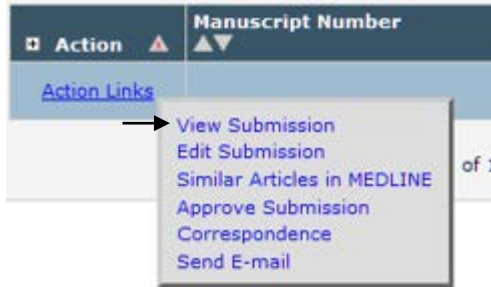 Manuscript Number
Action
Action Links
View Submission
Edit Submission
of 1
Similar Articles in MEDLINE
Approve Submission
Correspondence
Send E-mail